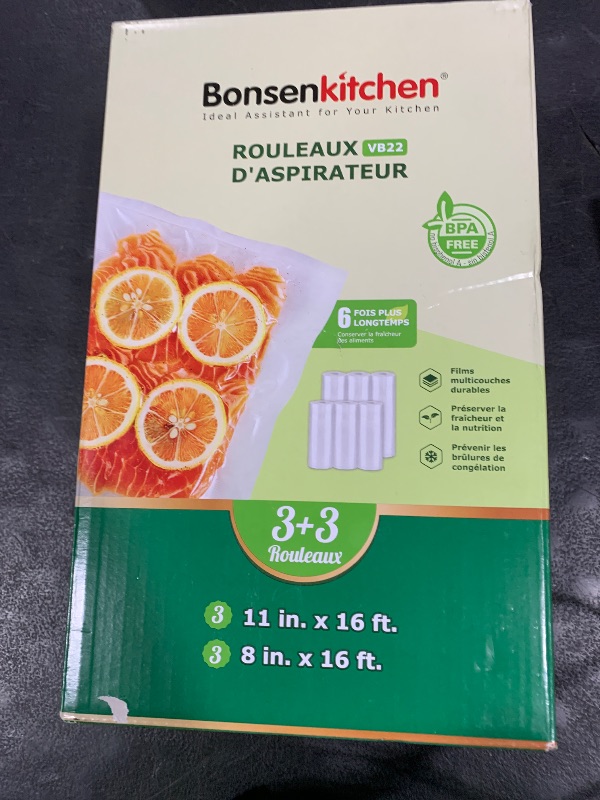 Bonsenkitchen®
Ideal Assistant for Your Kitchen
ROULEAUX VB22
D'ASPIRATEUR
BPA
FREE
6 FOIS PLUS
LONGTEMPS
Conserver la fraîcheur
des aliments
Films
multicouches
durables
Préserver la
fraîcheur et
la nutrition
Prévenir les
brûlures de
congélation
3+3
Rouleaux
3 11 in. x 16 ft.
3 8 in. x 16 ft.